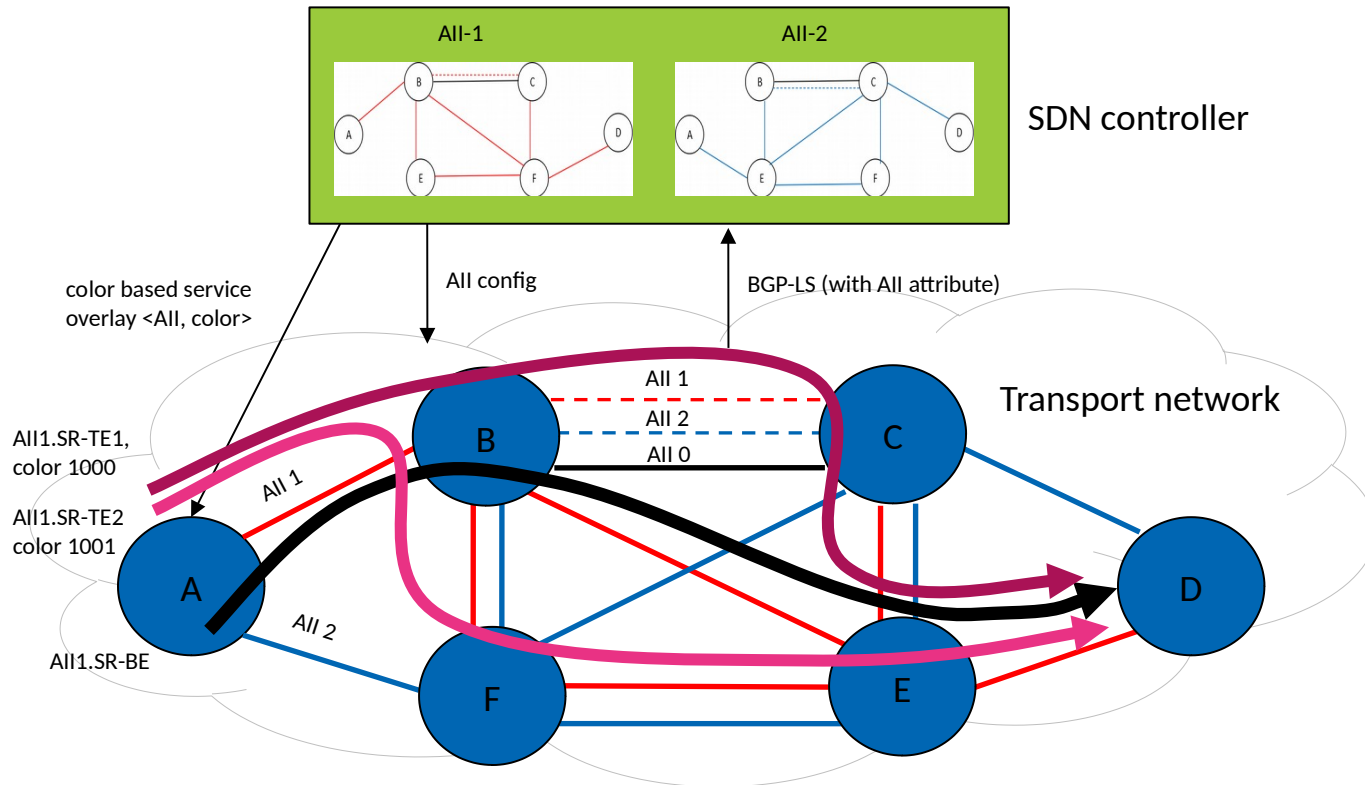 AII-1
AII-2
B
C
A
D
E
F
B
C
A
D
E
F
SDN controller
color based service
overlay <AII, color>
AII config
BGP-LS (with AII attribute)
Transport network
AII 1
AII 2
AII 0
B
C
AII1.SR-TE1,
color 1000
AII 1
AII1.SR-TE2
color 1001
A
D
AII 2
AII1.SR-BE
F
E